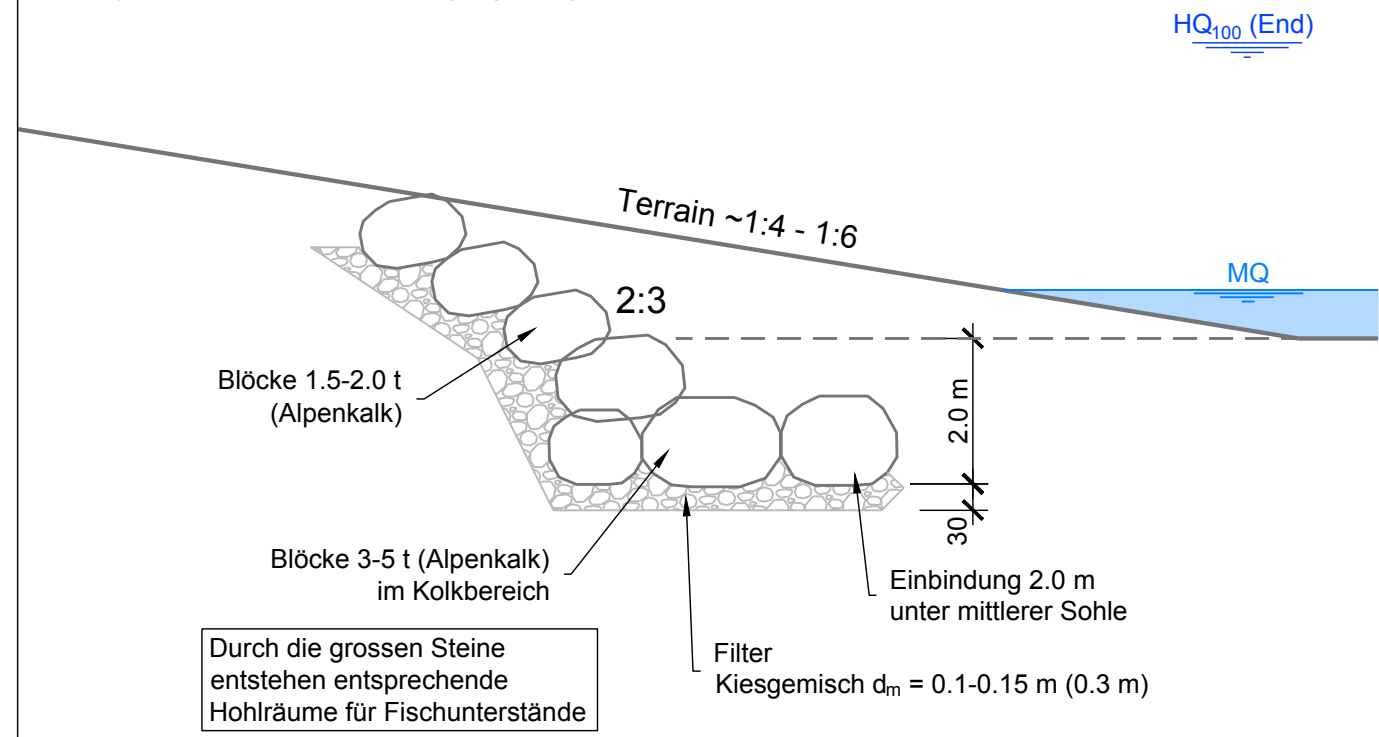 HQ100 (End)
Terrain ~1:4 - 1:6
MQ
2:3
Blöcke 1.5-2.0 t
(Alpenkalk)
2.0 m
30
Blöcke 3-5 t (Alpenkalk)
im Kolkbereich
Einbindung 2.0 m
unter mittlerer Sohle
Durch die grossen Steine
entstehen entsprechende
Hohlräume für Fischunterstände
Filter
Kiesgemisch dm = 0.1-0.15 m (0.3 m)